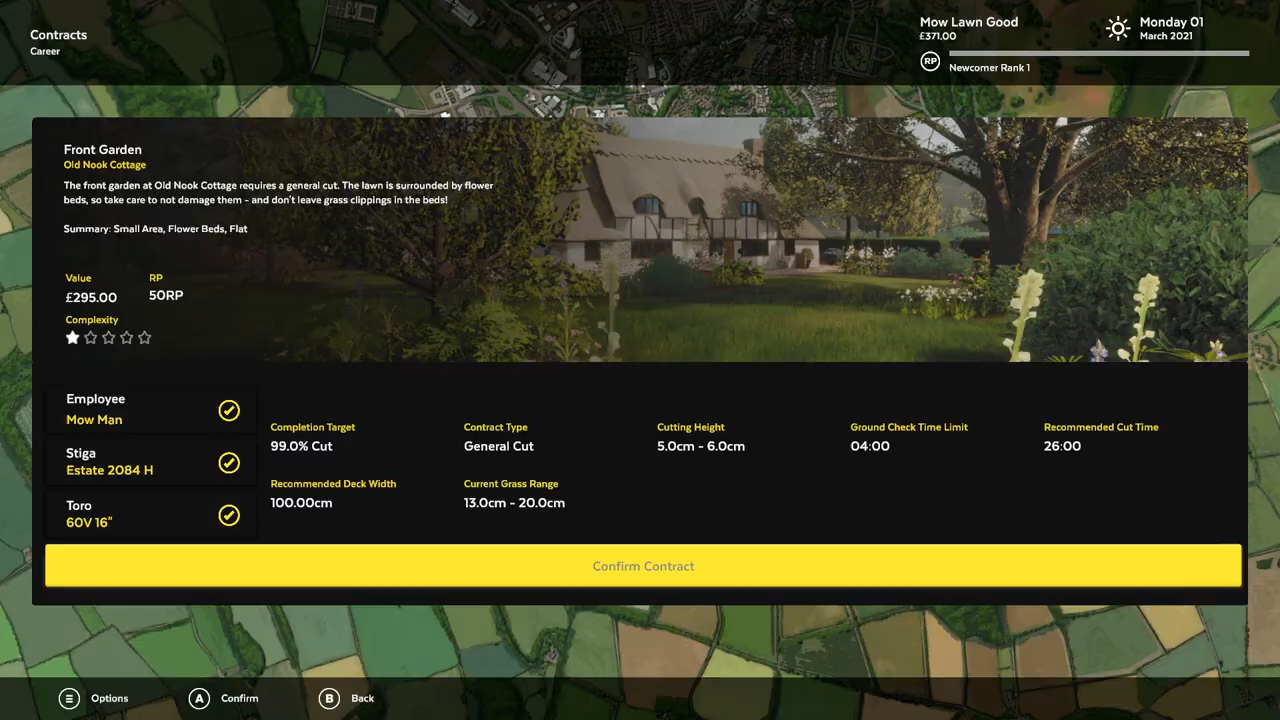 Contracts
Career
Mow Lawn Good
£371.00
Monday 01
March 2021
RP
Newcomer Rank 1
Front Garden
Old Nook Cottage
The front garden at Old Nook Cottage requires a general cut. The lawn is surrounded by flower
beds, so take care to not damage them - and don't leave grass clippings in the beds!
Summary: Small Area, Flower Beds, Flat
Value
RP
£295.00
50RP
Complexity
Employee
Mow Man
Stiga
Estate 2084 H
Toro
60V 16"
Completion Target
99.0% Cut
Contract Type
General Cut
Cutting Height
5.0cm - 6.0cm
Ground Check Time Limit
04:00
Recommended Cut Time
26:00
Recommended Deck Width
100.00cm
Current Grass Range
13.0cm - 20.0cm
Confirm Contract
Options
A Confirm
B Back